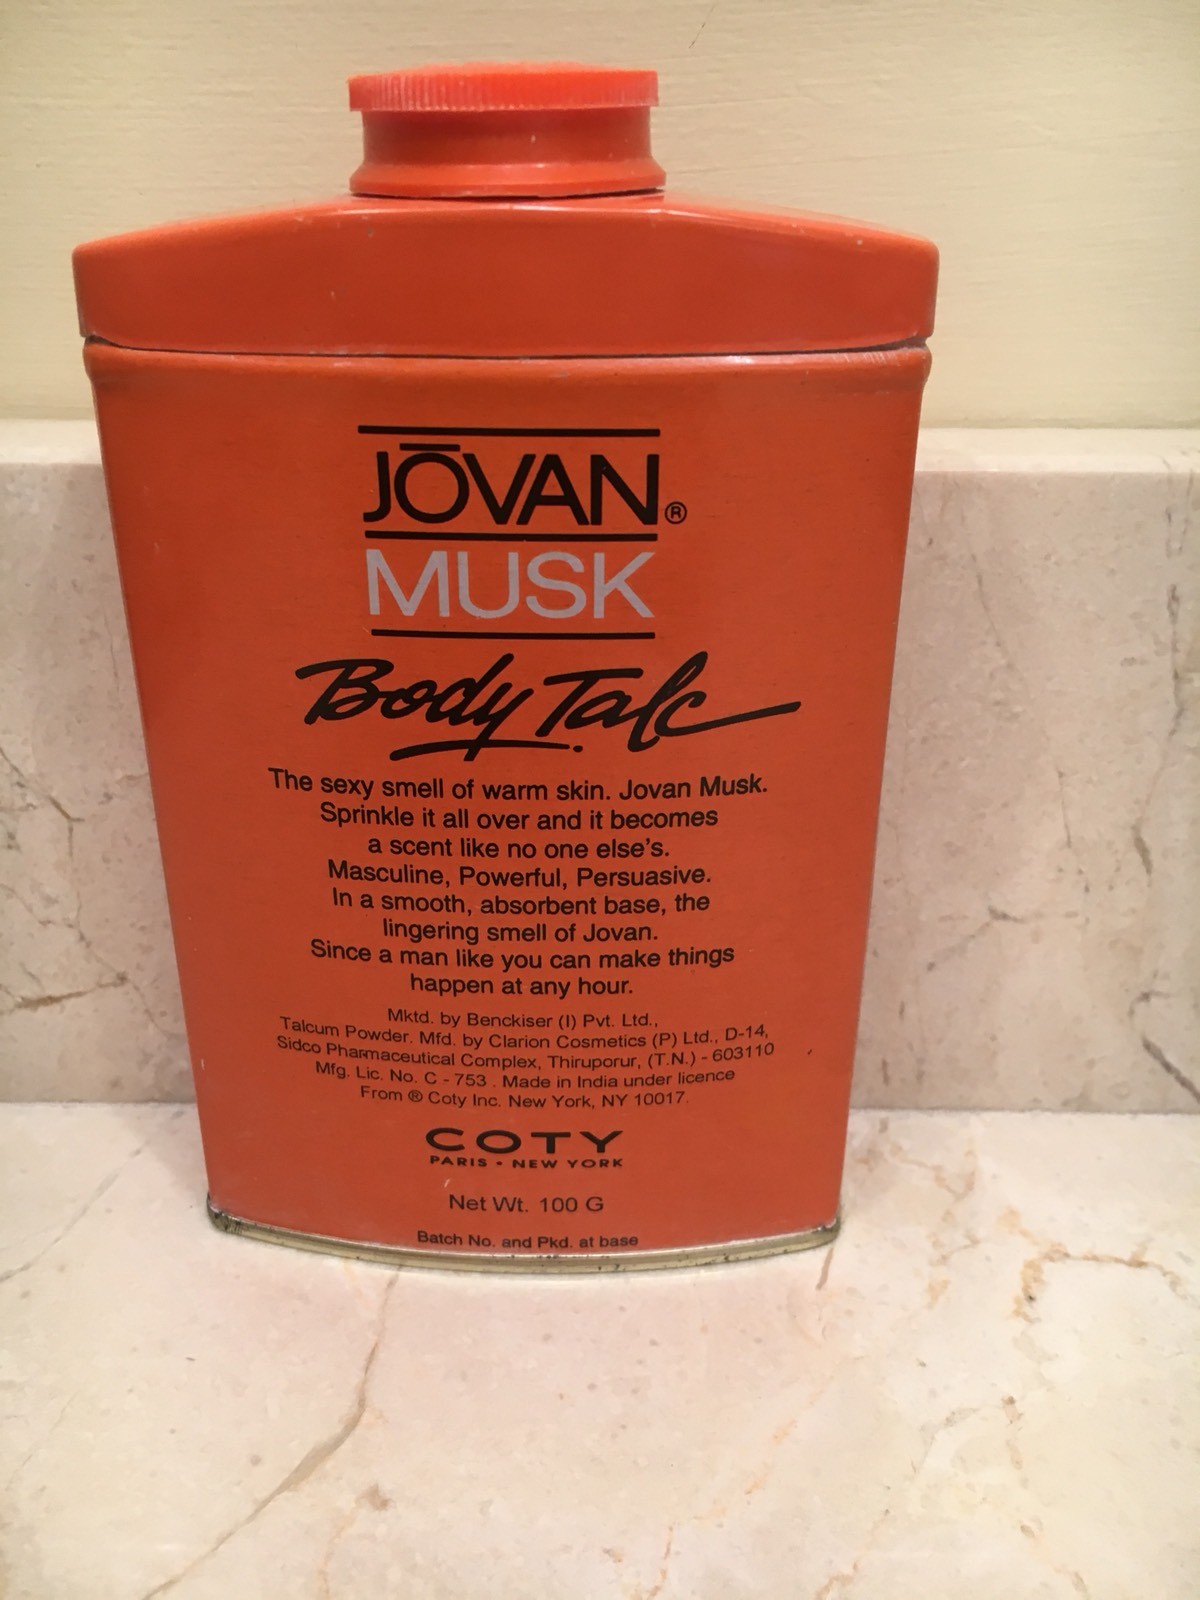 JŌVAN®
MUSK
Body Talc
The sexy smell of warm skin. Jovan Musk.
Sprinkle it all over and it becomes
a scent like no one else's.
Masculine, Powerful, Persuasive.
In a smooth, absorbent base, the
lingering smell of Jovan.
Since a man like you can make things
happen at any hour.
Mktd. by Benckiser (I) Pvt. Ltd.,
Talcum Powder. Mfd. by Clarion Cosmetics (P) Ltd., D-14,
Sidco Pharmaceutical Complex, Thiruporur, (T.N.) - 603110
Mfg. Lic. No. C - 753 . Made in India under licence
From ® Coty Inc. New York, NY 10017.
COTY
PARIS - NEW YORK
Net Wt. 100 G
Batch No. and Pkd. at base